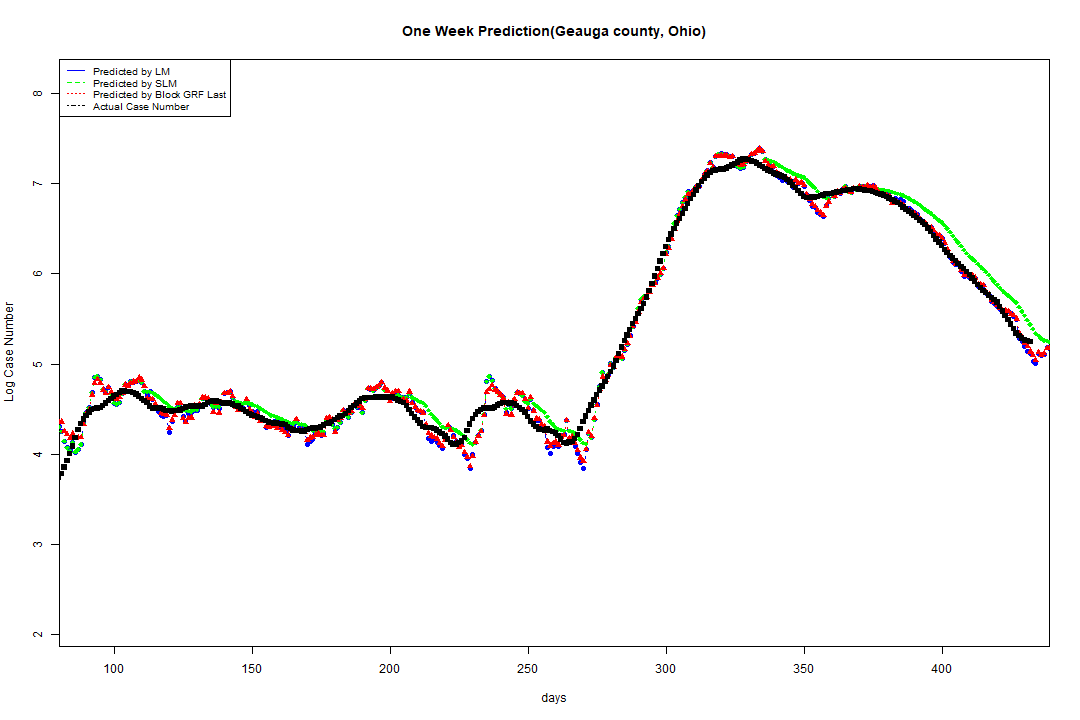 One Week Prediction(Geauga county, Ohio)
Predicted by LM
Predicted by SLM
Predicted by Block GRF Last
Actual Case Number
8
7
6
5
4
3
2
Log Case Number
100 150 200 250 300 350 400
days